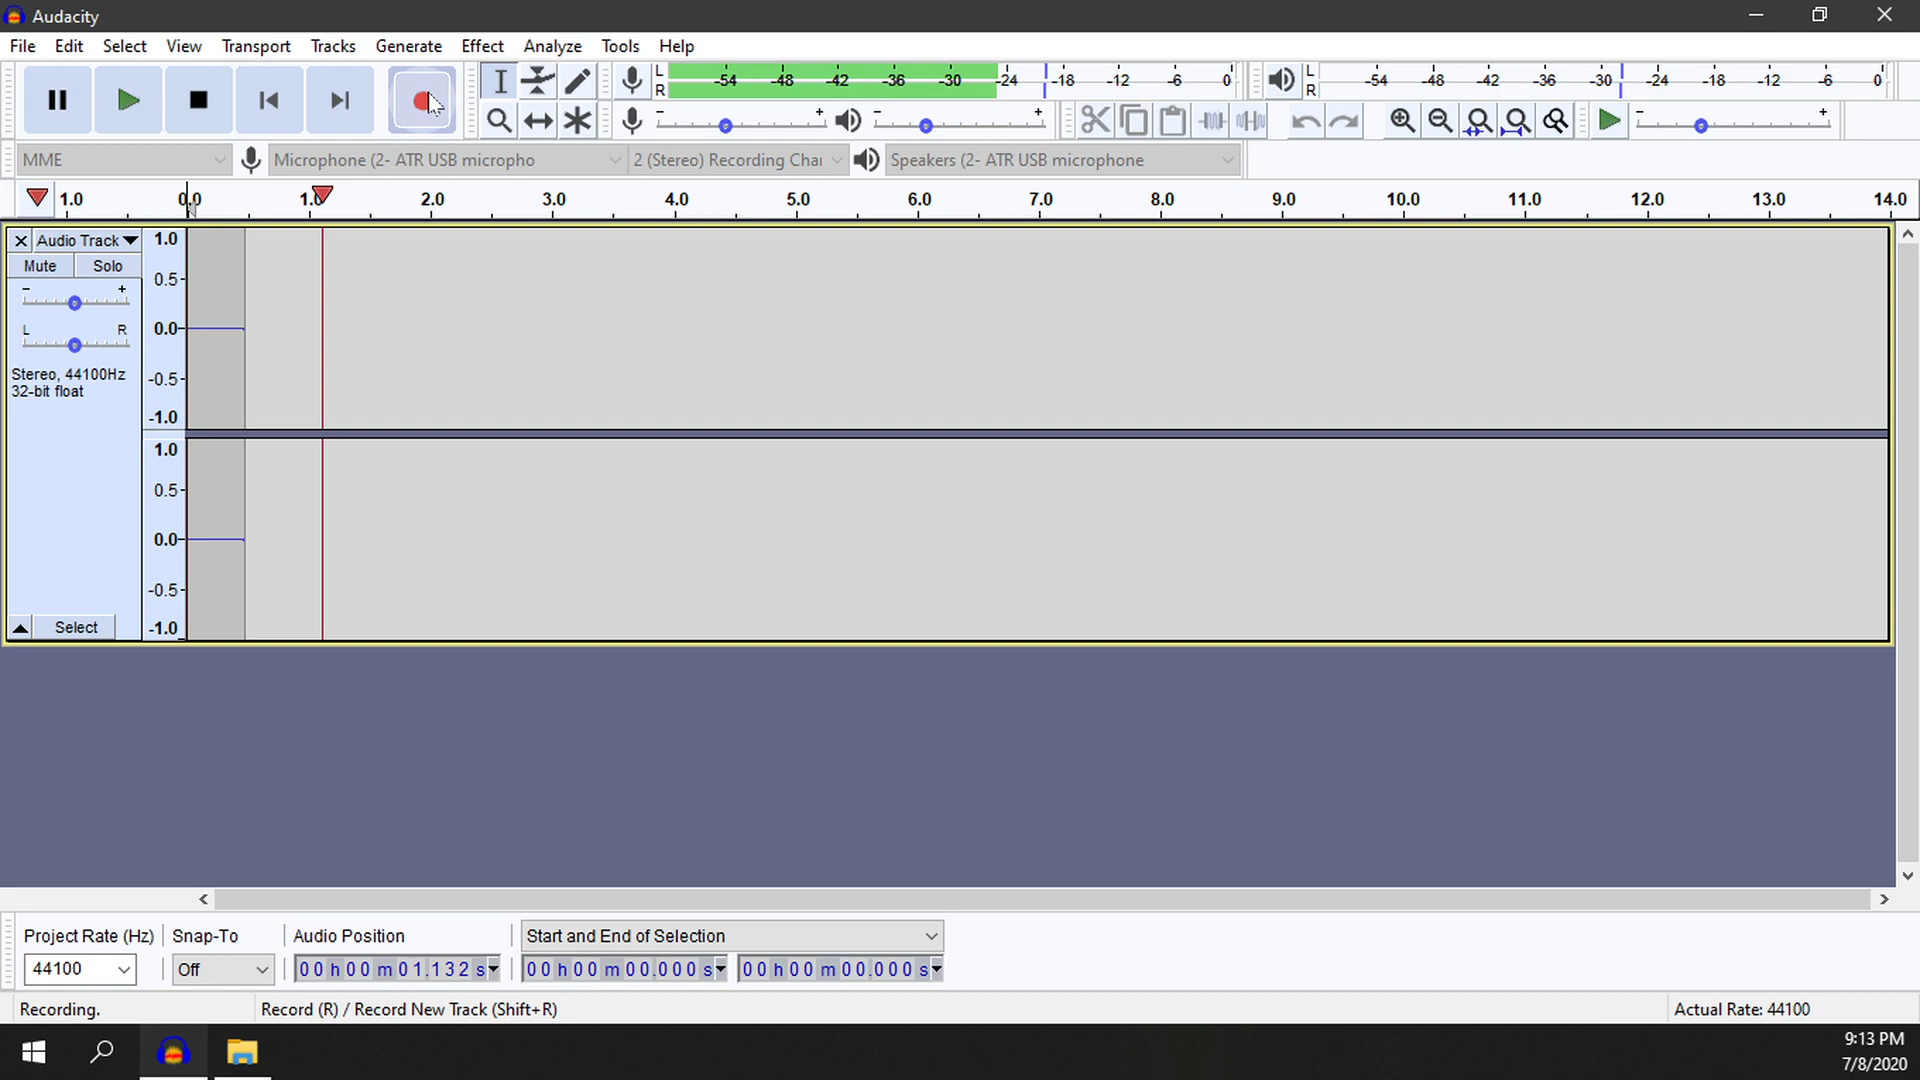 Audacity
File Edit Select View Transport Tracks Generate Effect Analyze Tools Help
L R -54 -48 -42 -36 -30 -24 -18 -12 -6 0 L R -54 -48 -42 -36 -30 -24 -18 -12 -6 0
- + - + - +
MME Microphone (2- ATR USB micropho 2 (Stereo) Recording Chai Speakers (2- ATR USB microphone
1.0 0.0 1.0 2.0 3.0 4.0 5.0 6.0 7.0 8.0 9.0 10.0 11.0 12.0 13.0 14.0
Audio Track 1.0
Mute Solo 0.5
- +
L R 0.0
Stereo, 44100Hz -0.5
32-bit float
-1.0
1.0
0.5
0.0
-0.5
Select -1.0
Project Rate (Hz) Snap-To Audio Position Start and End of Selection
44100 Off 00 h 00 m 01.132 s 00 h 00 m 00.000 s 00 h 00 m 00.000 s
Recording. Record (R) / Record New Track (Shift+R) Actual Rate: 44100
9:13 PM
7/8/2020